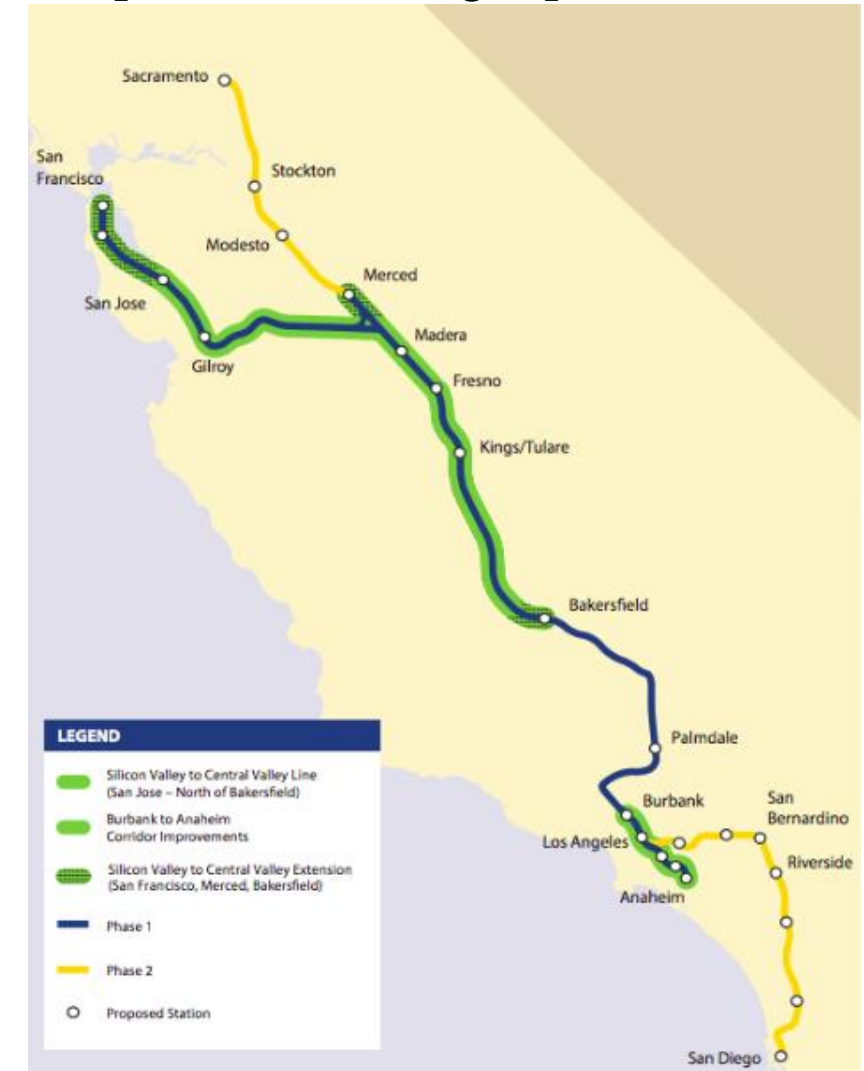 Sacramento
San
Francisco
Stockton
Modesto
Merced
San Jose
Madera
Gilroy
Fresno
Kings/Tulare
Bakersfield
Palmdale
Burbank
San
Bernardino
Los Angeles
Riverside
Anaheim
San Diego
LEGEND
Silicon Valley to Central Valley Line
(San Jose – North of Bakersfield)
Burbank to Anaheim
Corridor Improvements
Silicon Valley to Central Valley Extension
(San Francisco, Merced, Bakersfield)
Phase 1
Phase 2
Proposed Station